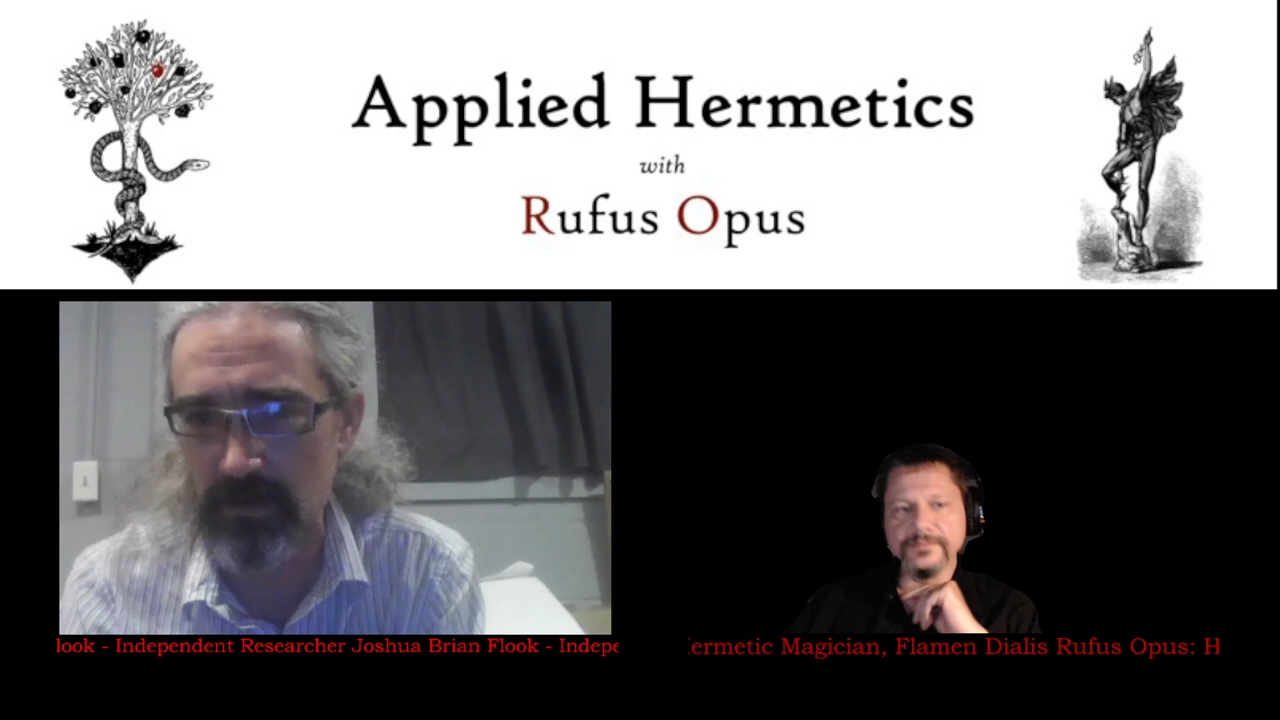 Applied Hermetics
with
Rufus Opus
look - Independent Researcher Joshua Brian Flook - Indepe
ermetic Magician, Flamen Dialis Rufus Opus: H